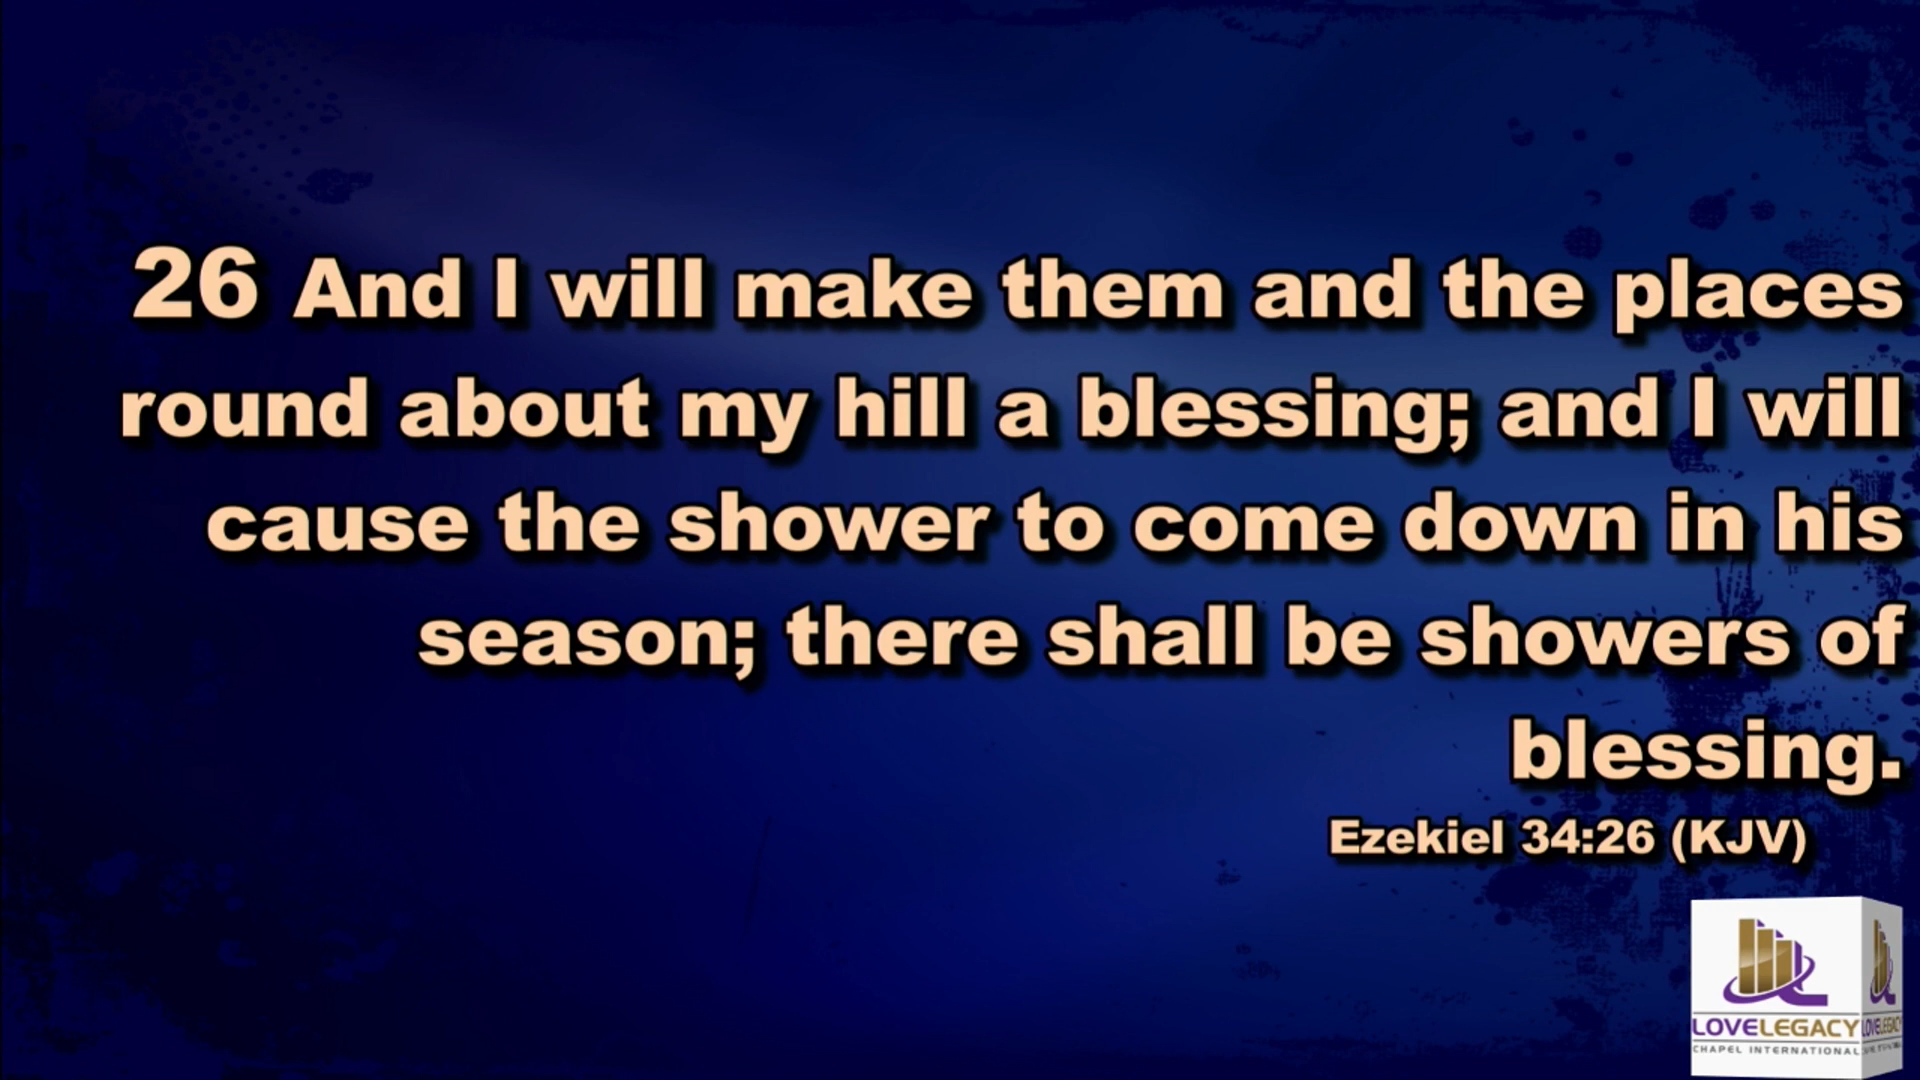 26 And I will make them and the places
round about my hill a blessing; and I will
cause the shower to come down in his
season; there shall be showers of
blessing.
Ezekiel 34:26 (KJV)
LOVELEGACY
CHAPEL INTERNATIONAL